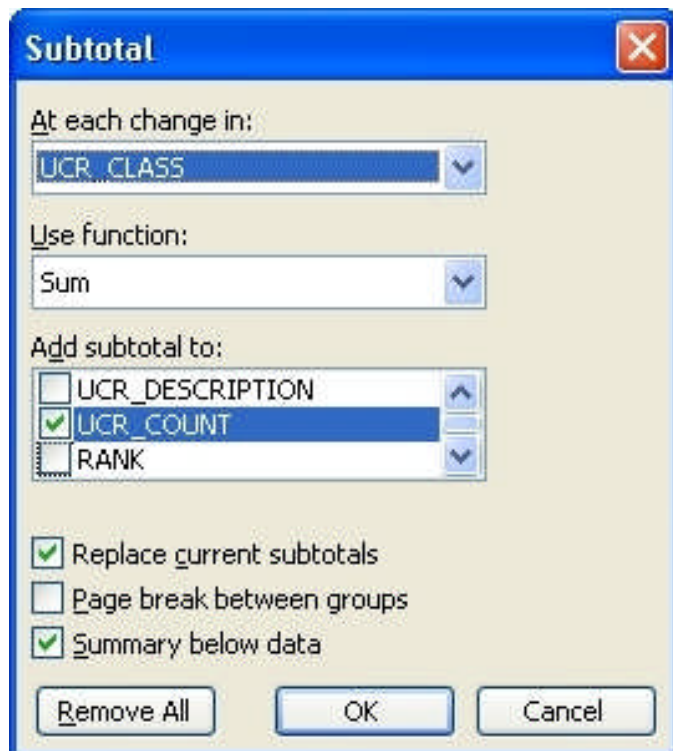 Subtotal
At each change in:
UCR_CLASS
Use function:
Sum
Add subtotal to:
UCR_DESCRIPTION
UCR_COUNT
RANK
Replace current subtotals
Page break between groups
Summary below data
Remove All OK Cancel